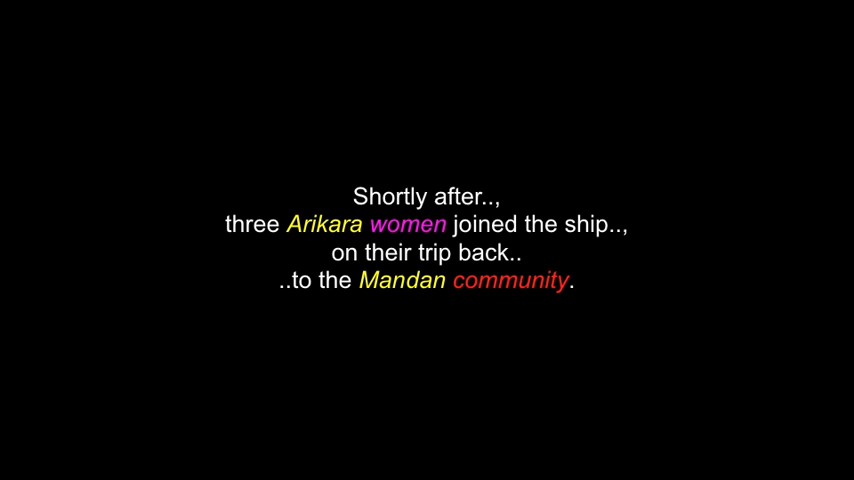 Shortly after..,
three Arikara women joined the ship..,
on their trip back..
..to the Mandan community.